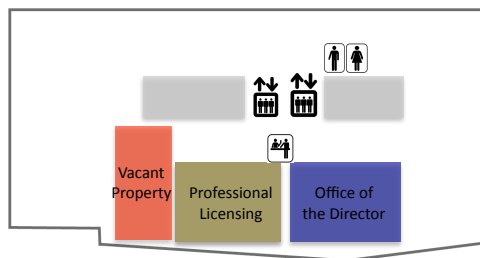 Vacant
Property
Professional
Licensing
Office of
the Director